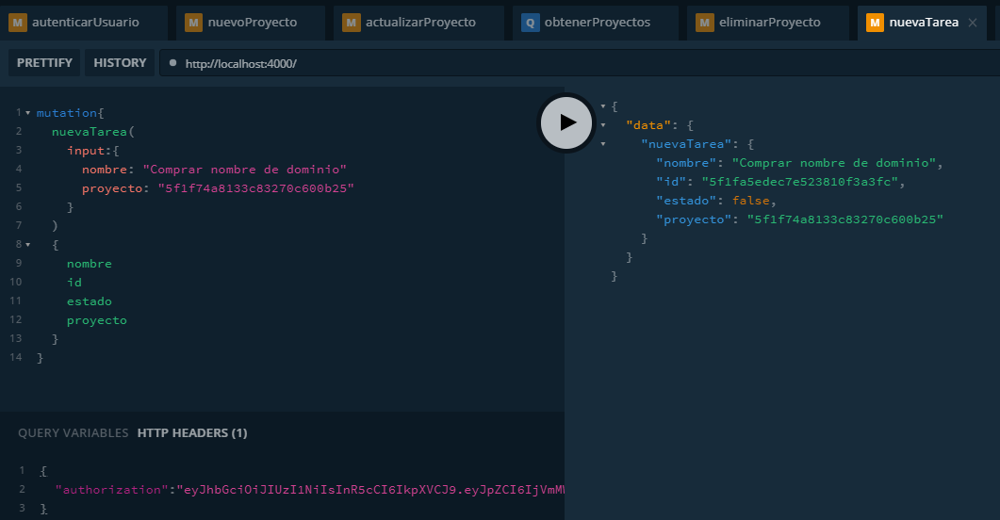 M autenticarUsuario
M nuevoProyecto
M actualizarProyecto
Q obtenerProyectos
M eliminarProyecto
M nuevaTarea
PRETTIFY
HISTORY
http://localhost:4000/
1 mutation{
2 nuevaTarea(
3 input:{
4 nombre: "Comprar nombre de dominio"
5 proyecto: "5f1f74a8133c83270c600b25"
6 }
7 )
8 {
9 nombre
10 id
11 estado
12 proyecto
13 }
14 }
{
"data": {
"nuevaTarea": {
"nombre": "Comprar nombre de dominio",
"id": "5f1fa5edec7e523810f3a3fc",
"estado": false,
"proyecto": "5f1f74a8133c83270c600b25"
}
}
}
QUERY VARIABLES HTTP HEADERS (1)
1 {
2 "authorization":"eyJhbGciOiJIUzI1NiIsInR5cCI6IkpXVCJ9.eyJpZCI6IjVmM
3 }